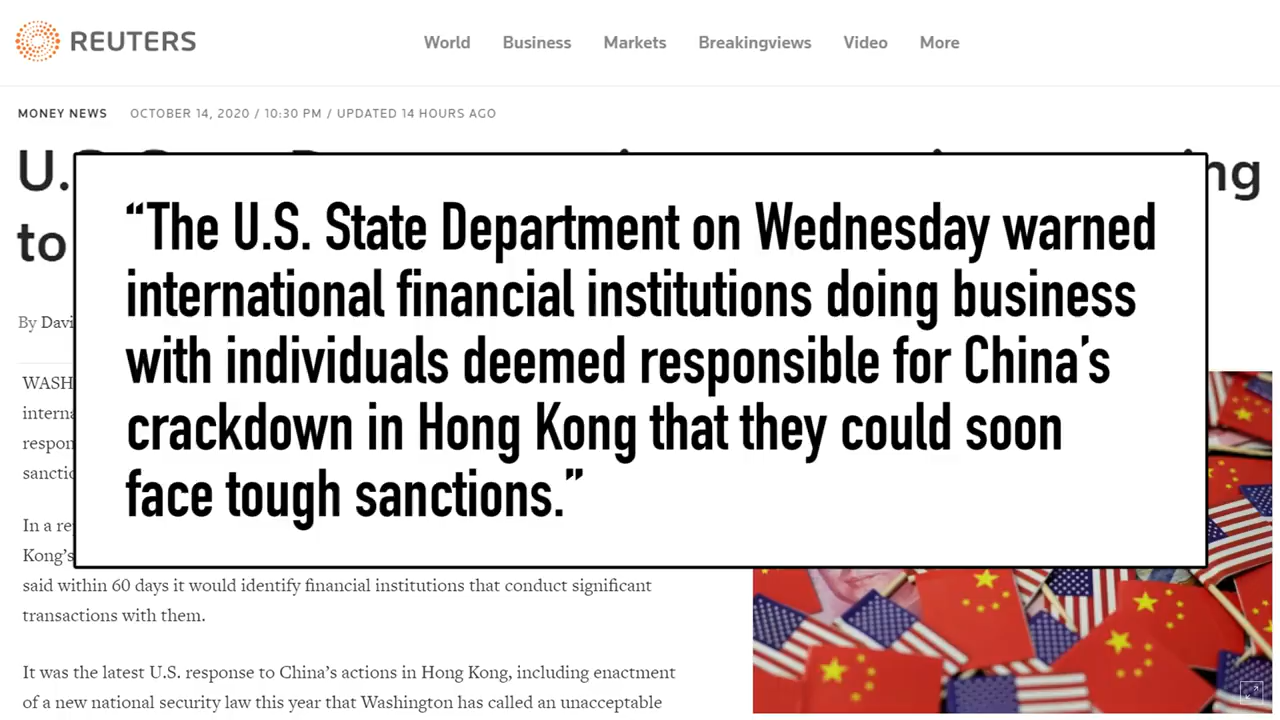 REUTERS
World Business Markets Breakingviews Video More
MONEY NEWS OCTOBER 14, 2020 / 10:30 PM / UPDATED 14 HOURS AGO
U.
to
“The U.S. State Department on Wednesday warned
international financial institutions doing business
with individuals deemed responsible for China’s
crackdown in Hong Kong that they could soon
face tough sanctions.”
By
In a
Kong’s
said within 60 days it would identify financial institutions that conduct significant
transactions with them.
It was the latest U.S. response to China’s actions in Hong Kong, including enactment
of a new national security law this year that Washington has called an unacceptable